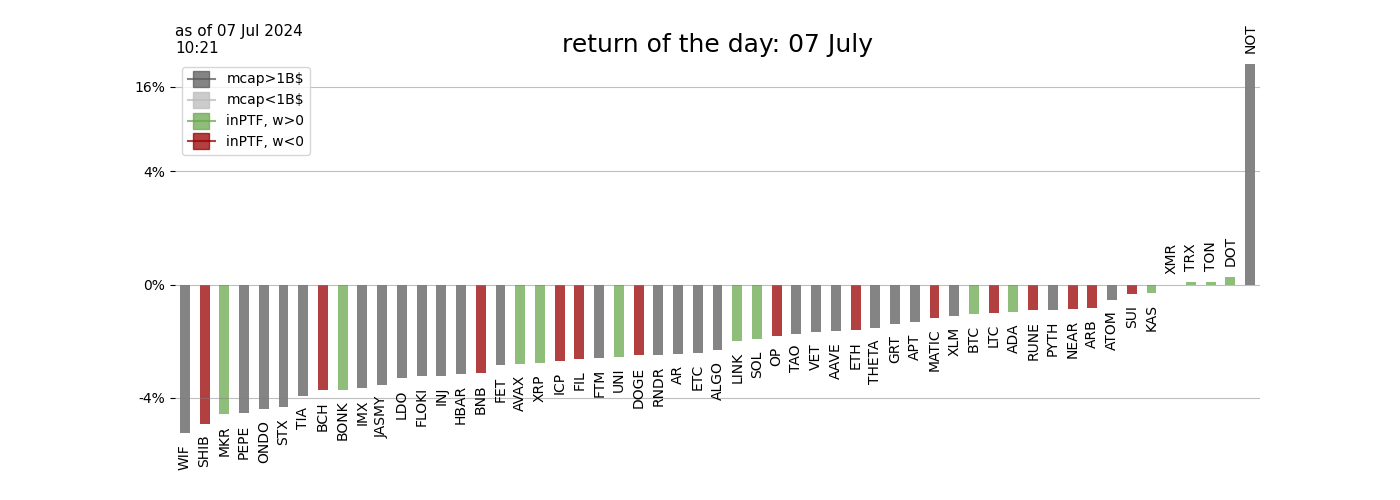 as of 07 Jul 2024
10:21
return of the day: 07 July
mcap>1B$
mcap<1B$
inPTF, w>0
inPTF, w<0
16%
4%
0%
-4%
WIF
SHIB
MKR
PEPE
ONDO
STX
TIA
BCH
BONK
IMX
JASMY
LDO
FLOKI
INJ
HBAR
BNB
FET
AVAX
XRP
ICP
FIL
FTM
UNI
DOGE
RNDR
AR
ETC
ALGO
LINK
SOL
OP
TAO
VET
AAVE
ETH
THETA
GRT
APT
MATIC
XLM
BTC
LTC
ADA
RUNE
PYTH
NEAR
ARB
ATOM
SUI
KAS
XMR
TRX
TON
DOT
NOT